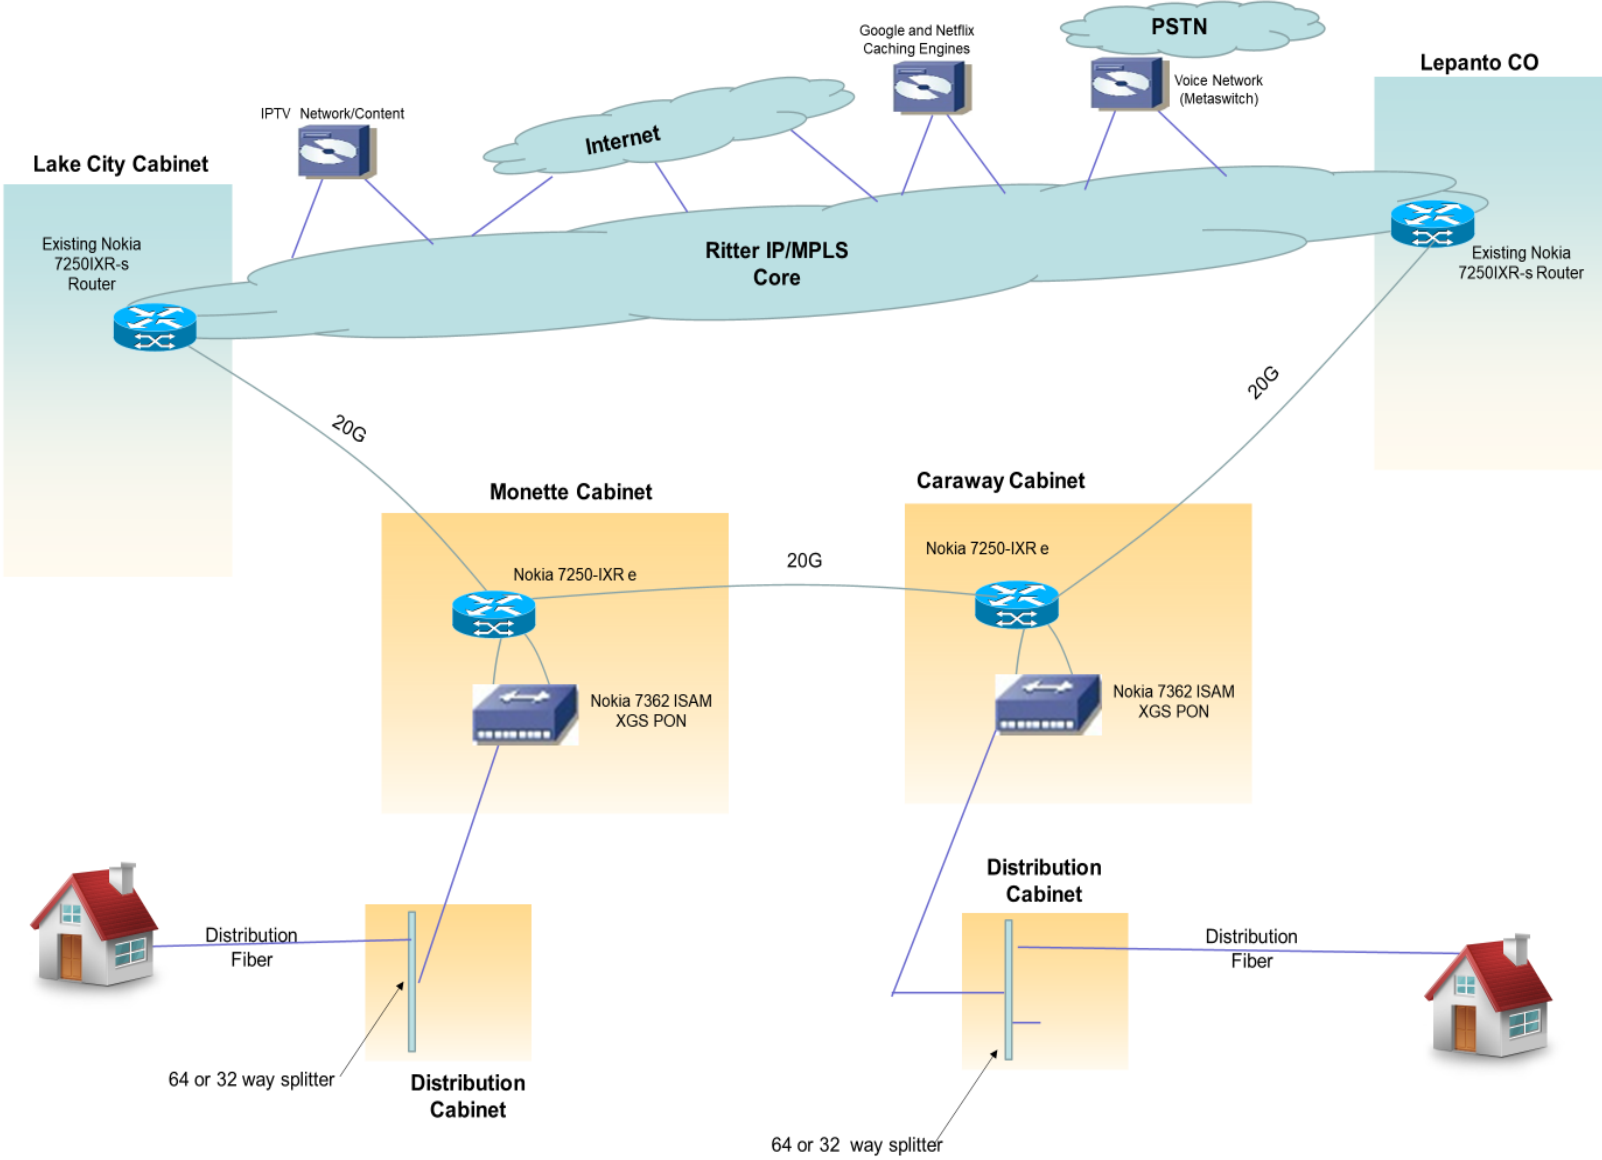 PSTN
Google and Netflix
Caching Engines
Lepanto CO
Voice Network
(Metaswitch)
IPTV  Network/Content
Internet
Lake City Cabinet
Existing Nokia
7250IXR-s
Router
Ritter IP/MPLS
Core
Existing Nokia
7250IXR-s Router
20G
20G
Monette Cabinet
Caraway Cabinet
Nokia 7250-IXR e
20G
Nokia 7250-IXR e
Nokia 7362 ISAM
XGS PON
Nokia 7362 ISAM
XGS PON
Distribution
Cabinet
Distribution
Fiber
Distribution
Fiber
64 or 32 way splitter
Distribution
Cabinet
64 or 32  way splitter